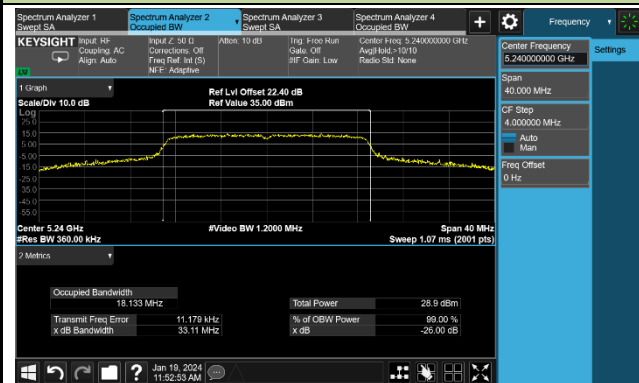 Spectrum Analyzer 1
Swept SA
Spectrum Analyzer 2
Occupied BW
Spectrum Analyzer 3
Swept SA
Spectrum Analyzer 4
Occupied BW
+
Frequency
KEYSIGHT
Input: RF
Coupling: AC
Align: Auto
Input Z: 50 Ω
Corrections: Off
Freq Ref: Int (S)
NFE: Adaptive
Atten: 10 dB
Trig: Free Run
Gate: Off
#IF Gain: Low
Center Freq: 5.240000000 GHz
Avg|Hold:>10/10
Radio Std: None
LV
Center Frequency
5.240000000 GHz
Settings
Span
40.000 MHz
CF Step
4.000000 MHz
Auto
Man
Freq Offset
0 Hz
1 Graph
Scale/Div 10.0 dB
Ref Lvl Offset 22.40 dB
Ref Value 35.00 dBm
Log
25.0
15.0
5.00
-5.00
-15.0
-25.0
-35.0
-45.0
-55.0
Center 5.24 GHz
#Res BW 360.00 kHz
#Video BW 1.2000 MHz
Span 40 MHz
Sweep 1.07 ms (2001 pts)
2 Metrics
Occupied Bandwidth
18.133 MHz
Total Power
28.9 dBm
Transmit Freq Error
11.179 kHz
% of OBW Power
99.00 %
x dB Bandwidth
33.11 MHz
x dB
-26.00 dB
?
Jan 19, 2024
11:52:53 AM